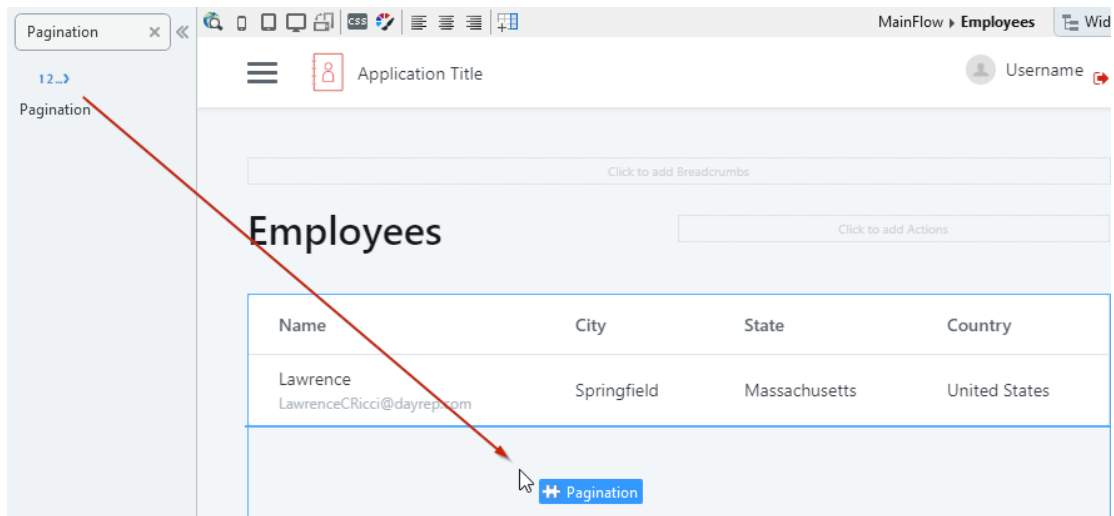 Pagination
CSS
MainFlow Employees
Wid
12...
Pagination
Application Title
Username
Click to add Breadcrumbs
Employees
Click to add Actions
Name City State Country
Lawrence
LawrenceCRicci@dayrep.com
Springfield Massachusetts United States
Pagination